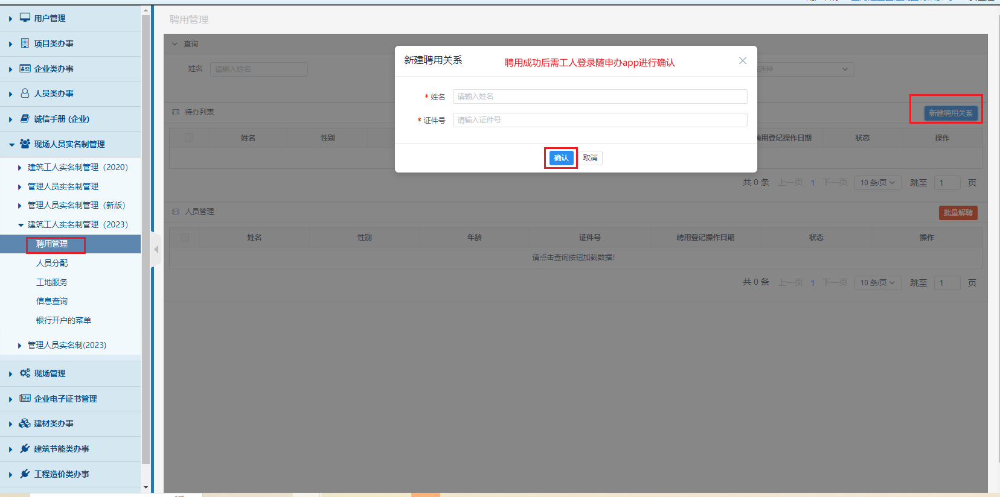 用户管理
项目类办事
企业类办事
人员类办事
诚信手册 (企业)
现场人员实名制管理
建筑工人实名制管理（2020）
管理人员实名制管理
管理人员实名制管理（新版）
建筑工人实名制管理（2023）
聘用管理
人员分配
工地服务
信息查询
银行开户的菜单
管理人员实名制(2023)
现场管理
企业电子证书管理
建材类办事
建筑节能类办事
工程造价类办事
聘用管理
查询
姓名 请输入姓名
选择
新建聘用关系
聘用成功后需工人登录随申办app进行确认
* 姓名 请输入姓名
* 证件号 请输入证件号
确认 取消
待办列表 新建聘用关系
姓名 性别 聘用登记操作日期 状态 操作
共 0 条 上一页 1 下一页 10 条/页 跳至 1 页
人员管理 批量解聘
姓名 性别 年龄 证件号 聘用登记操作日期 状态 操作
请点击查询按钮加载数据！
共 0 条 上一页 1 下一页 10 条/页 跳至 1 页